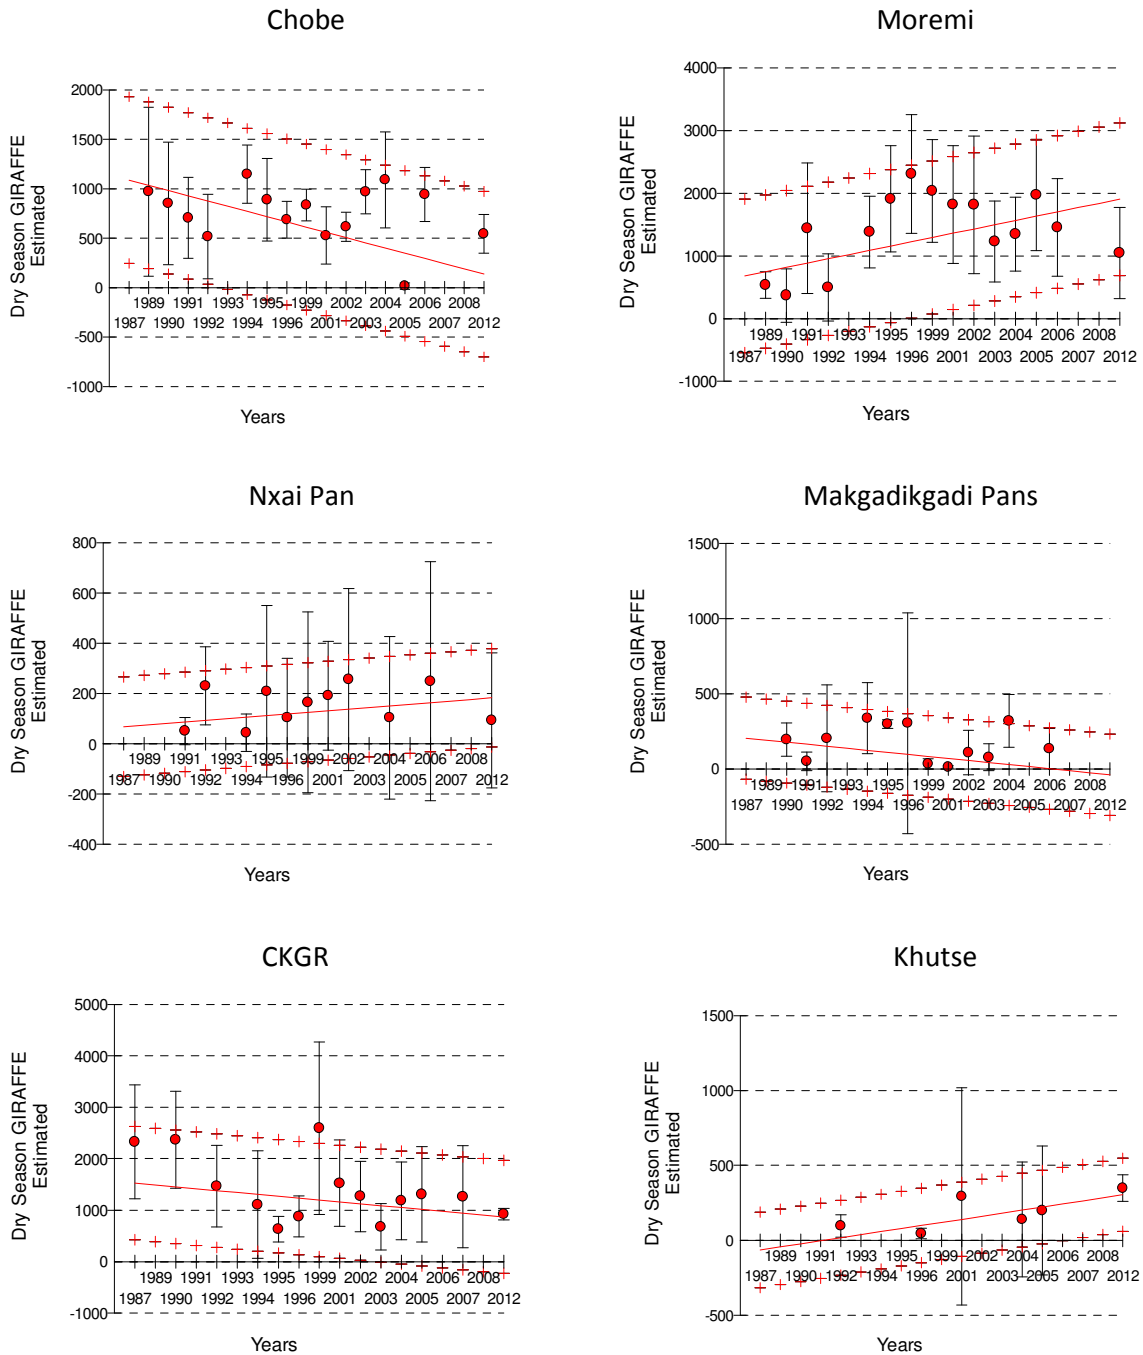 Chobe
Dry Season GIRAFFE
Estimated
2000
1500
1000
500
0
-500
-1000
1989 1991 1993 1995 1999 2002 2004 2006 2008
1987 1990 1992 1994 1996 2001 2003 2005 2007 2012
Years
Moremi
Dry Season GIRAFFE
Estimated
4000
3000
2000
1000
0
-1000
1989 1991 1993 1995 1999 2002 2004 2006 2008
1987 1990 1992 1994 1996 2001 2003 2005 2007 2012
Years
Nxai Pan
Dry Season GIRAFFE
Estimated
800
600
400
200
0
-200
-400
1989 1991 1993 1995 1999 2002 2004 2006 2008
1987 1990 1992 1994 1996 2001 2003 2005 2007 2012
Years
Makgadikgadi Pans
Dry Season GIRAFFE
Estimated
1500
1000
500
0
-500
1989 1991 1993 1995 1999 2002 2004 2006 2008
1987 1990 1992 1994 1996 2001 2003 2005 2007 2012
Years
CKGR
Dry Season GIRAFFE
Estimated
5000
4000
3000
2000
1000
0
-1000
1989 1991 1993 1995 1999 2002 2004 2006 2008
1987 1990 1992 1994 1996 2001 2003 2005 2007 2012
Years
Khutse
Dry Season GIRAFFE
Estimated
1500
1000
500
0
-500
1989 1991 1993 1995 1999 2002 2004 2006 2008
1987 1990 1992 1994 1996 2001 2003 2005 2007 2012
Years